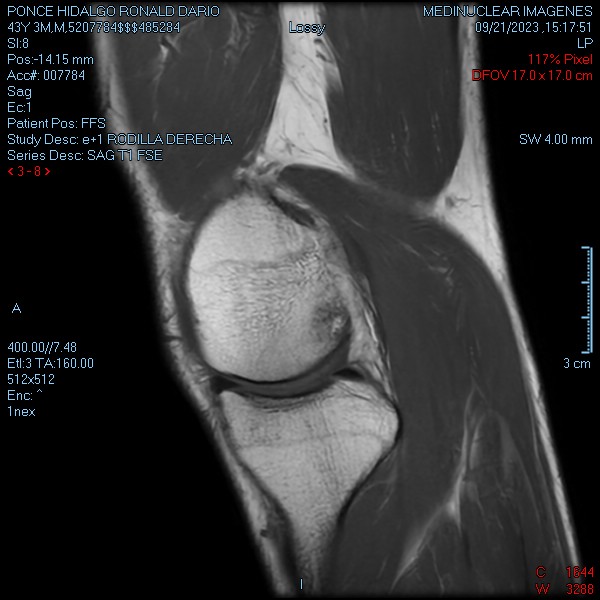 PONCE HIDALGO RONALD DARIO
43Y 3M,M,5207784$$$485284
Sl:8
Pos:-14.15 mm
Acc#: 007784
Sag
Ec:1
Patient Pos: FFS
Study Desc: e+1 RODILLA DERECHA
Series Desc: SAG T1 FSE
< 3 - 8 >
Lossy
MEDINUCLEAR IMAGENES
09/21/2023 ,15:17:51
LP
117% Pixel
DFOV 17.0 x 17.0 cm
SW 4.00 mm
A
400.00//7.48
Etl:3 TA:160.00
512x512
Enc: ^
1nex
3 cm
I
C 1644
W 3288